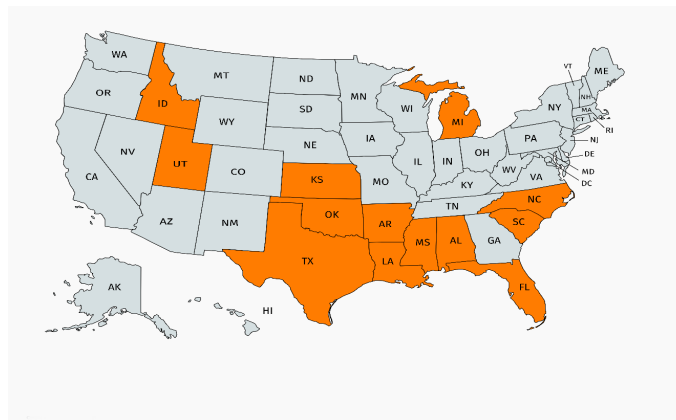 WA
MT
ND
MN
VT
ME
OR
ID
SD
WI
MI
NY
NH
MA
CT
RI
WY
NE
IA
PA
NJ
NV
UT
CO
IL
IN
OH
DE
MD
DC
CA
KS
MO
KY
WV
VA
AZ
NM
OK
AR
TN
NC
SC
TX
LA
MS
AL
GA
FL
AK
HI